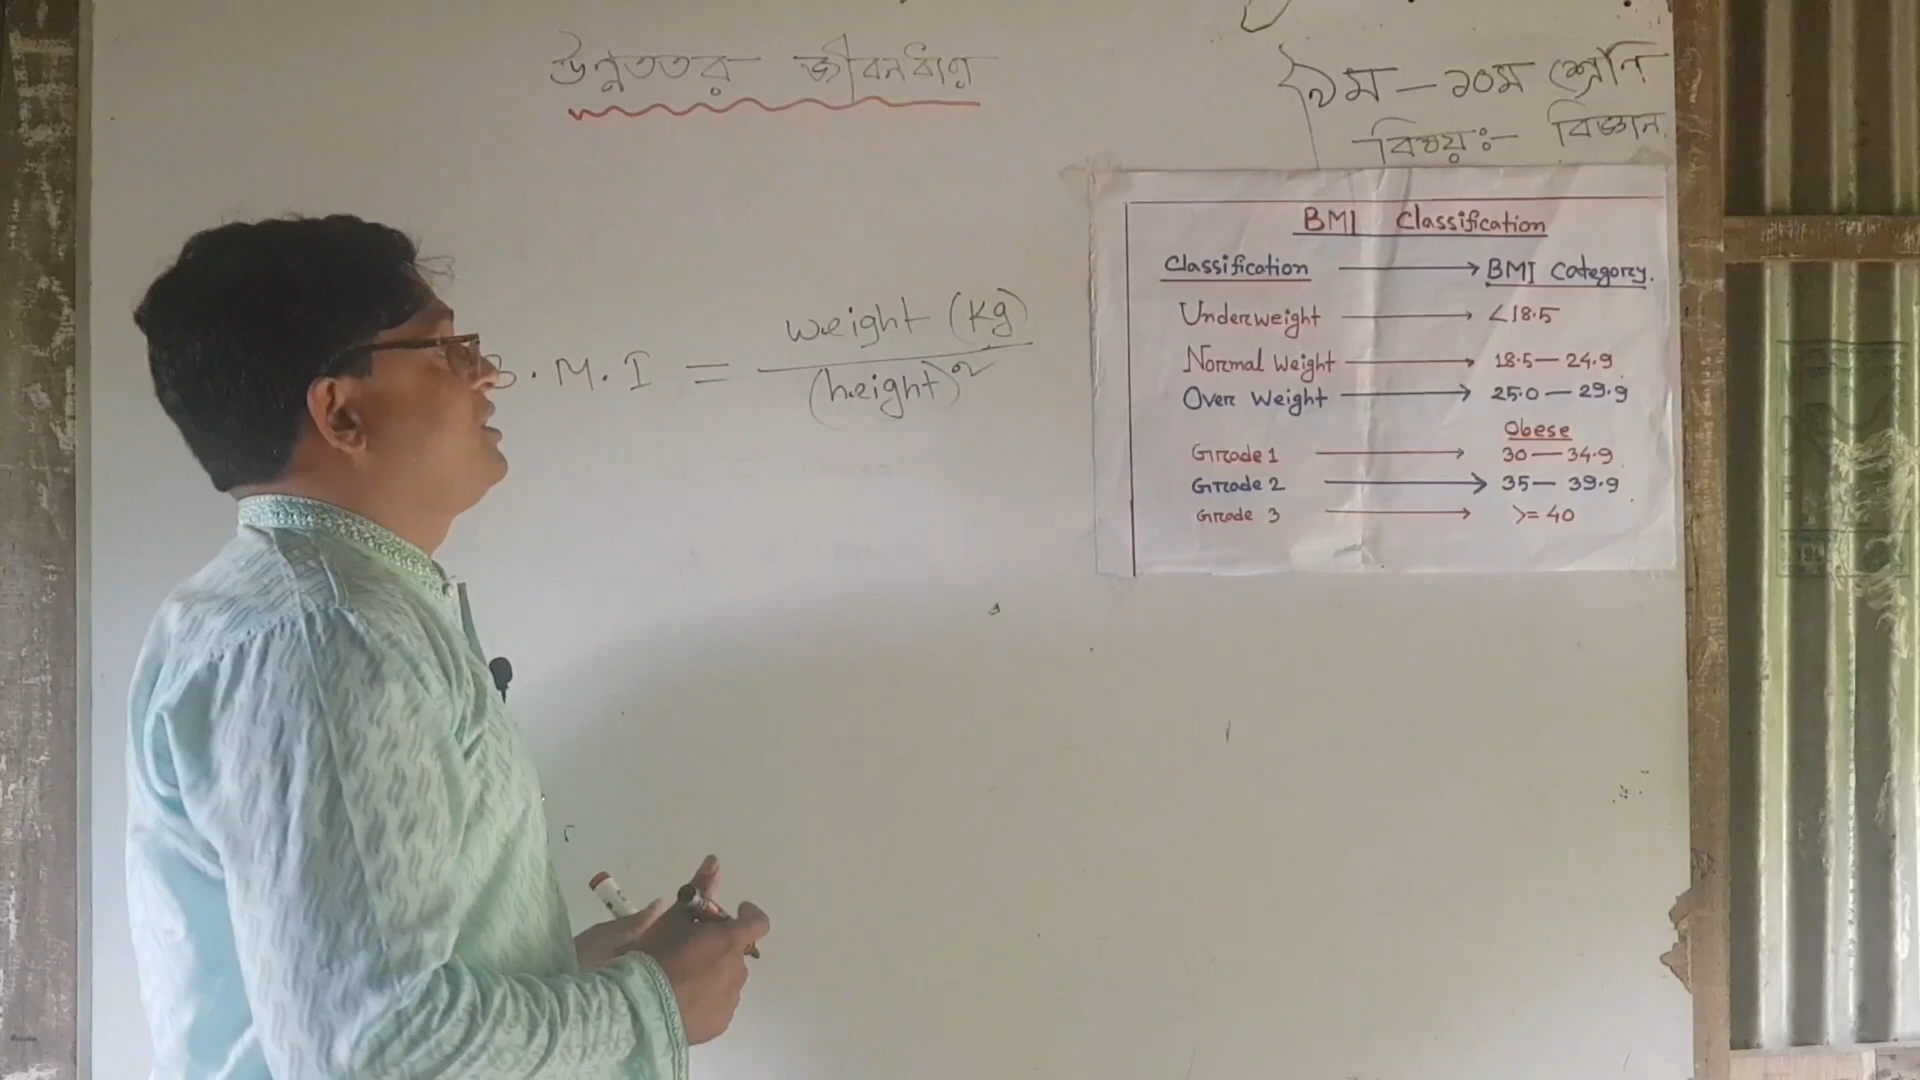 উন্নততর জীবনধারা
৯ম - ১০ম শ্রেণি
বিষয়ঃ- বিজ্ঞান
B.M.I = weight (kg)
(height)²
BMI Classification
Classification → BMI Category.
Underweight → <18.5
Normal Weight → 18.5 — 24.9
Over Weight → 25.0 — 29.9
Obese
Grade 1 → 30 — 34.9
Grade 2 → 35 — 39.9
Grade 3 → >= 40